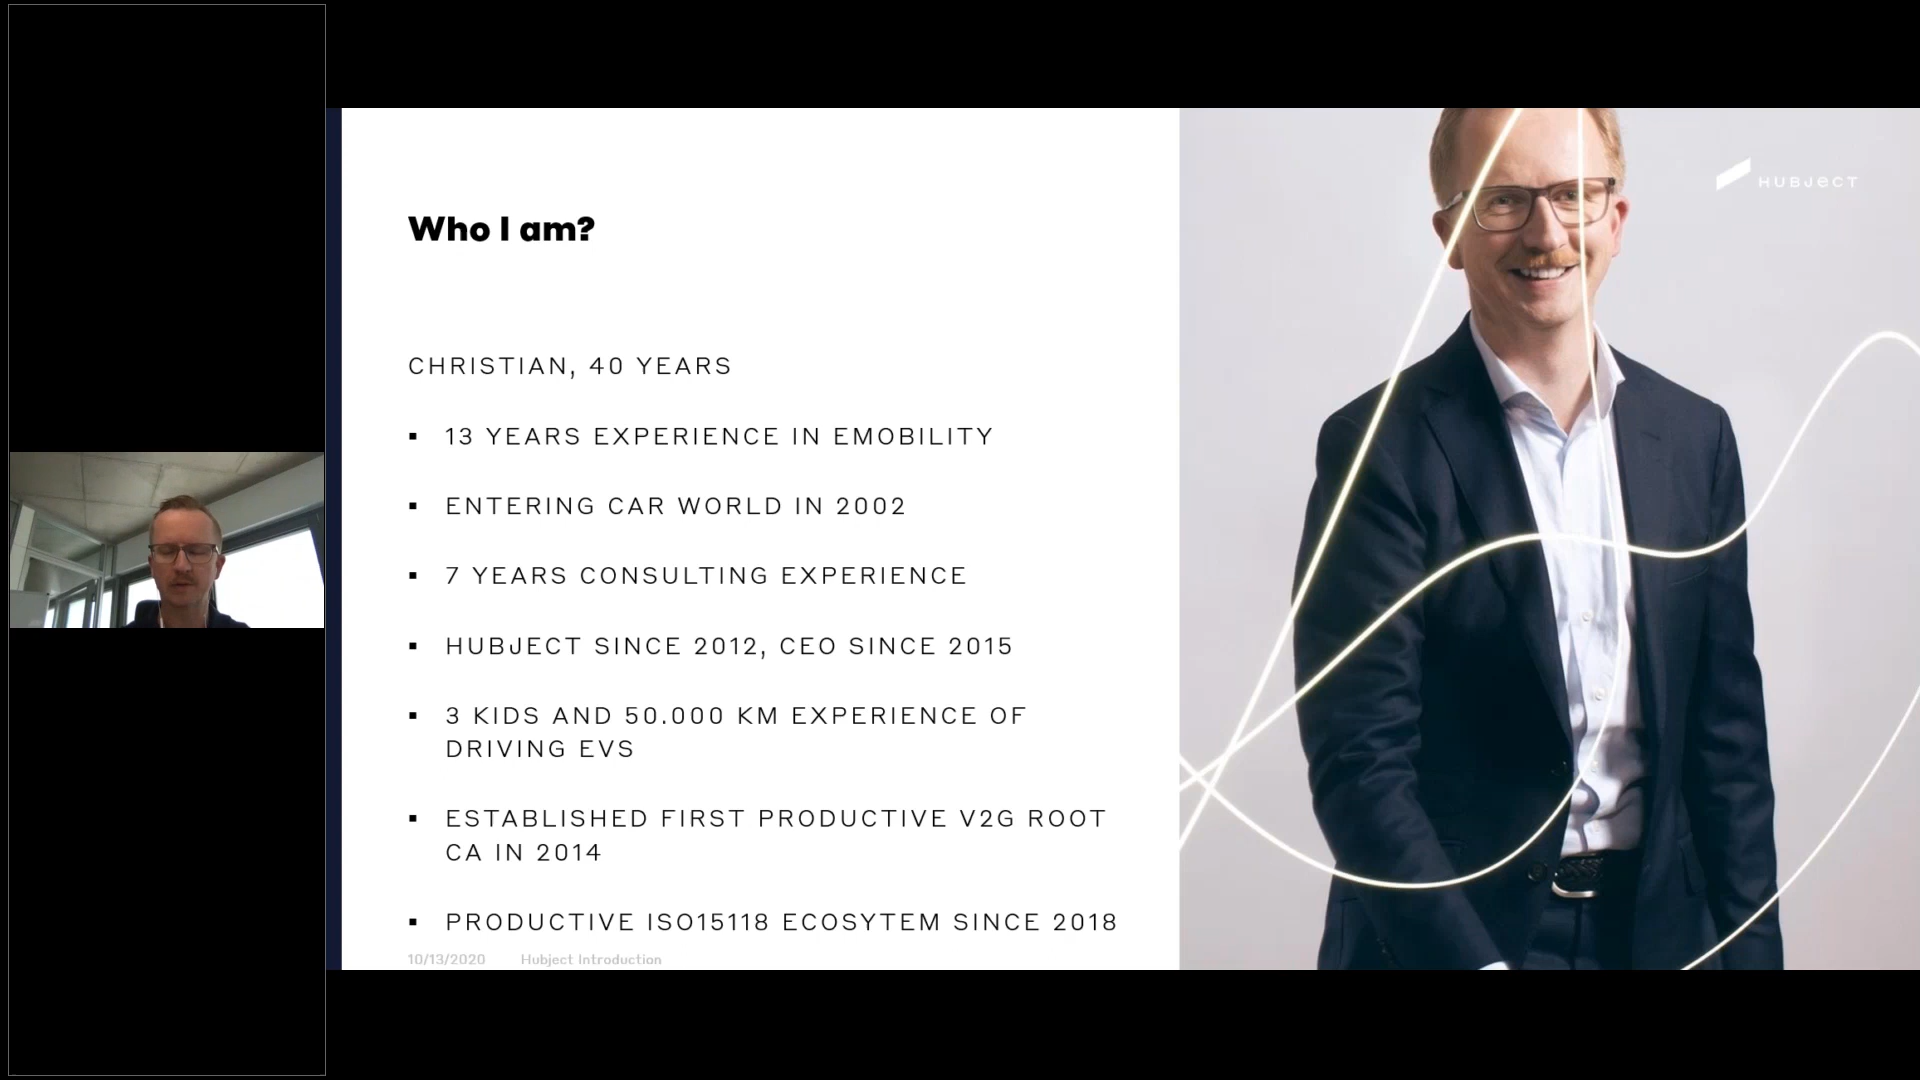 Who I am?
HUBJECT
CHRISTIAN, 40 YEARS
▪ 13 YEARS EXPERIENCE IN EMOBILITY
▪ ENTERING CAR WORLD IN 2002
▪ 7 YEARS CONSULTING EXPERIENCE
▪ HUBJECT SINCE 2012, CEO SINCE 2015
▪ 3 KIDS AND 50.000 KM EXPERIENCE OF
DRIVING EVS
▪ ESTABLISHED FIRST PRODUCTIVE V2G ROOT
CA IN 2014
▪ PRODUCTIVE ISO15118 ECOSYTEM SINCE 2018
10/13/2020 Hubject Introduction